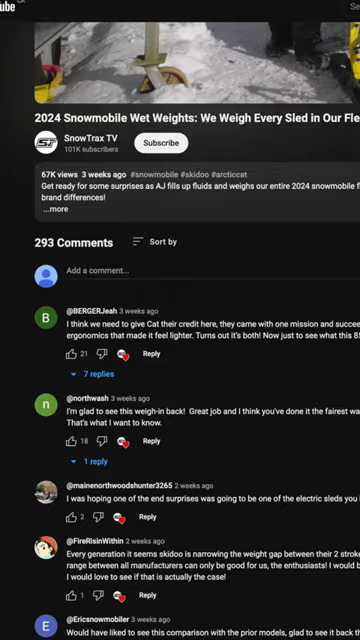 ube
Se
2024 Snowmobile Wet Weights: We Weigh Every Sled in Our Fle
SnowTrax TV
101K subscribers
Subscribe
67K views 3 weeks ago #snowmobile #skidoo #arcticcat
Get ready for some surprises as AJ fills up fluids and weighs our entire 2024 snowmobile f
brand differences!
...more
293 Comments
Sort by
Add a comment...
B
@BERGERJeah 3 weeks ago
I think we need to give Cat their credit here, they came with one mission and succee
ergonomics that made it feel lighter. Turns out it's both! Now just to see what this 85
21
Reply
7 replies
n
@northwash 3 weeks ago
I'm glad to see this weigh-in back! Great job and I think you've done it the fairest wa
That's what I want to know.
18
Reply
1 reply
@mainenorthwoodshunter3265 2 weeks ago
I was hoping one of the end surprises was going to be one of the electric sleds you
2
Reply
@FireRisinWithin 2 weeks ago
Every generation it seems skidoo is narrowing the weight gap between their 2 stroke
range between all manufacturers can only be good for us, the enthusiasts! I would b
I would love to see if that is actually the case!
1
Reply
E
@Ericsnowmobiler 3 weeks ago
Would have liked to see this comparison with the prior models, glad to see it back th